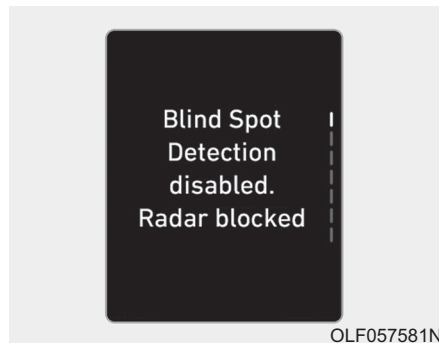 Blind Spot
Detection
disabled.
Radar blocked
OLF057581N